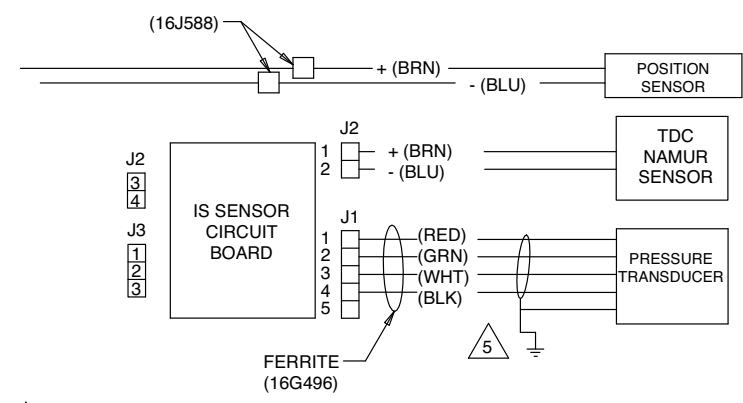 (16J588)
+ (BRN)
- (BLU)
POSITION
SENSOR
J2
3
4
J3
1
2
3
IS SENSOR
CIRCUIT
BOARD
J2
1
2
+ (BRN)
- (BLU)
TDC
NAMUR
SENSOR
J1
1
2
3
4
5
(RED)
(GRN)
(WHT)
(BLK)
PRESSURE
TRANSDUCER
5
FERRITE
(16G496)